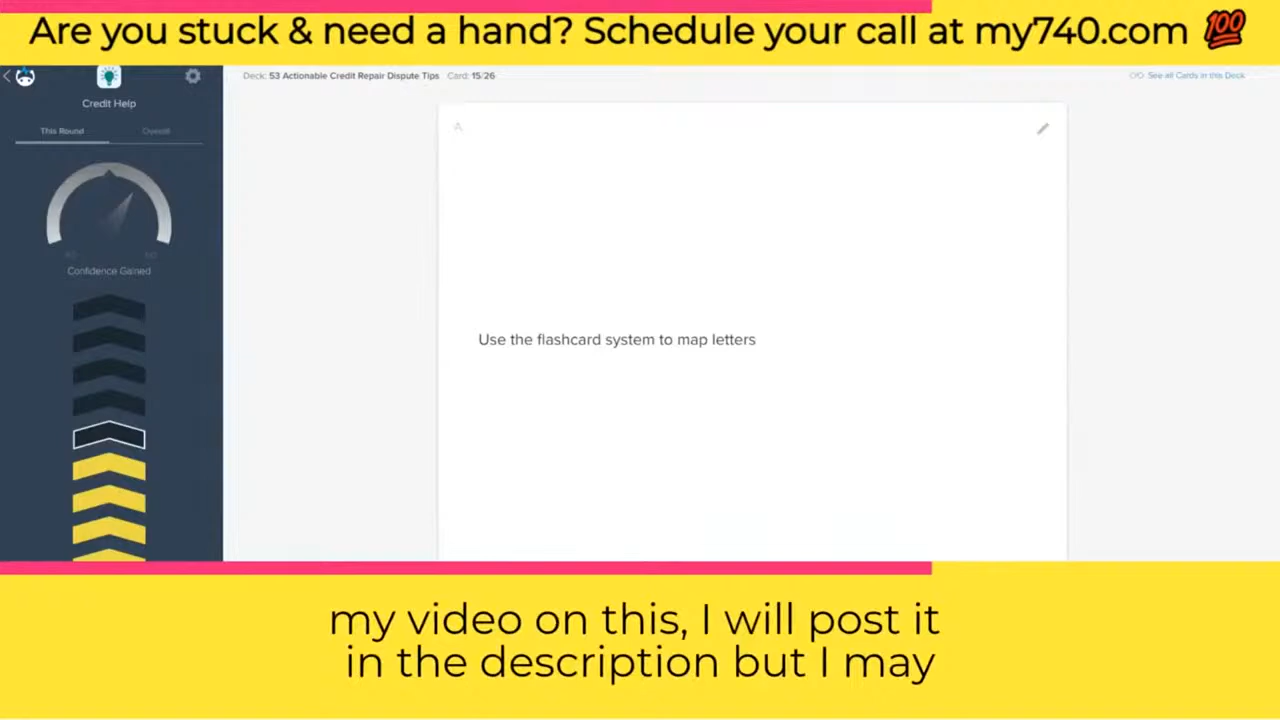 Are you stuck & need a hand? Schedule your call at my740.com 💯
Deck: 53 Actionable Credit Repair Dispute Tips Card: 15/26
See all Cards in this Deck
Credit Help
This Round Overall
A
Confidence Gained
Use the flashcard system to map letters
my video on this, I will post it
in the description but I may